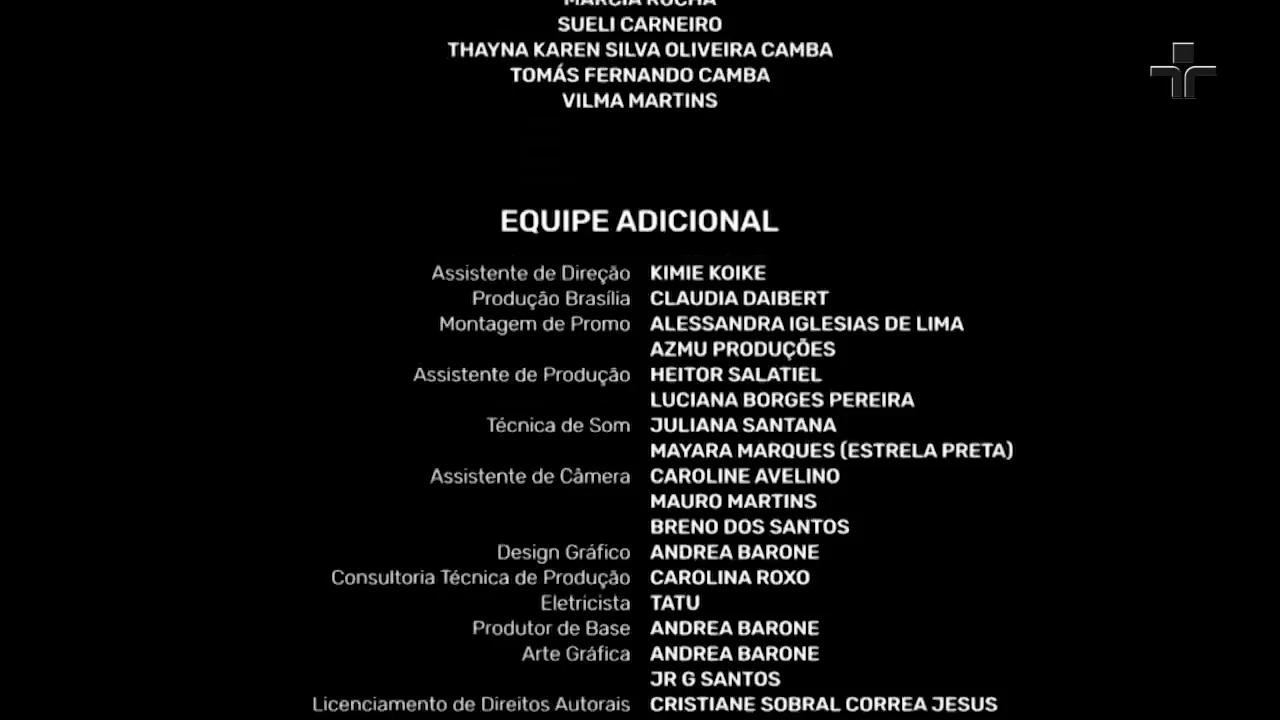 MÁRCIA ROCHA
SUELI CARNEIRO
THAYNA KAREN SILVA OLIVEIRA CAMBA
TOMÁS FERNANDO CAMBA
VILMA MARTINS
EQUIPE ADICIONAL
Assistente de Direção KIMIE KOIKE
Produção Brasília CLAUDIA DAIBERT
Montagem de Promo ALESSANDRA IGLESIAS DE LIMA
AZMU PRODUÇÕES
Assistente de Produção HEITOR SALATIEL
LUCIANA BORGES PEREIRA
Técnica de Som JULIANA SANTANA
MAYARA MARQUES (ESTRELA PRETA)
Assistente de Câmera CAROLINE AVELINO
MAURO MARTINS
BRENO DOS SANTOS
Design Gráfico ANDREA BARONE
Consultoria Técnica de Produção CAROLINA ROXO
Eletricista TATU
Produtor de Base ANDREA BARONE
Arte Gráfica ANDREA BARONE
JR G SANTOS
Licenciamento de Direitos Autorais CRISTIANE SOBRAL CORREA JESUS